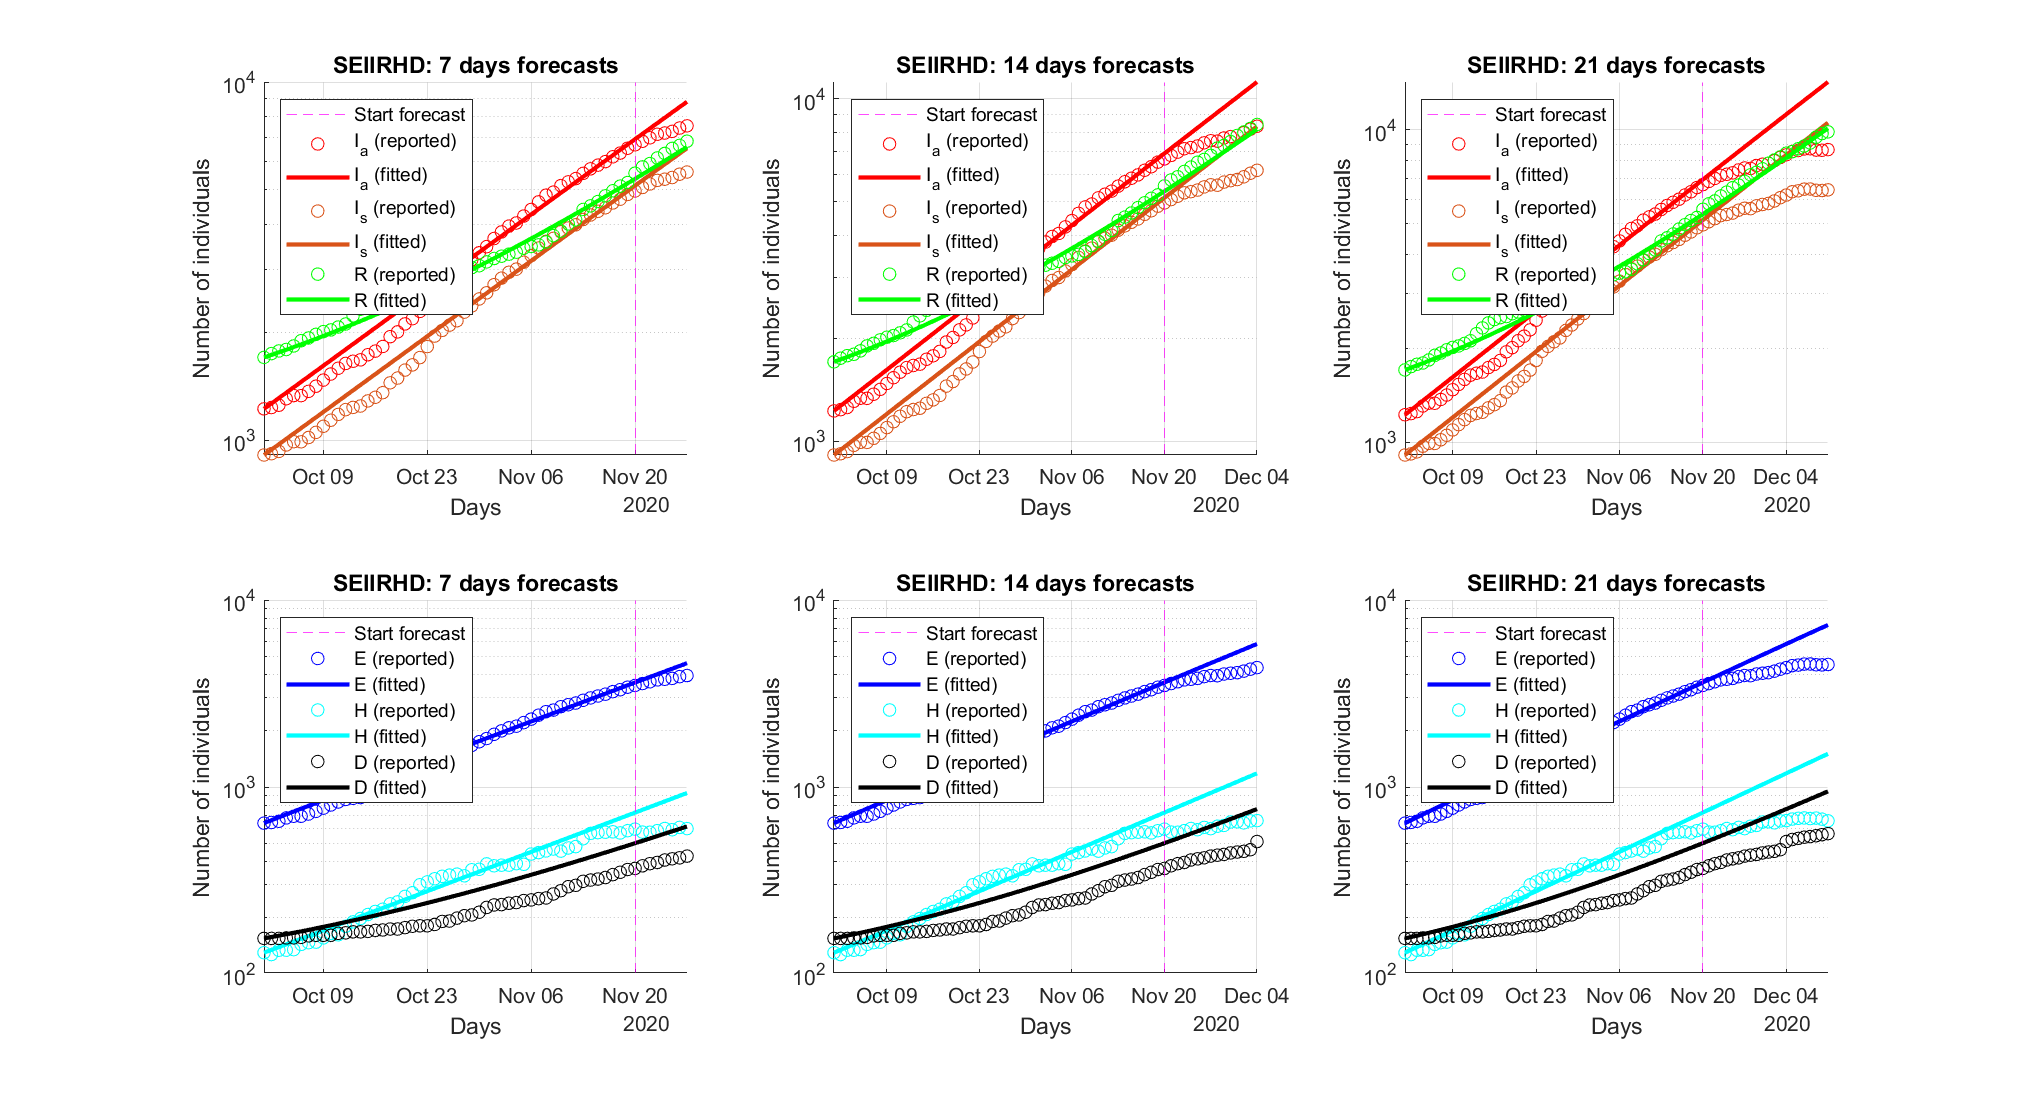 SEIIRHD: 7 days forecasts
10^4
10^3
Number of individuals
Start forecast
I_a (reported)
I_a (fitted)
I_s (reported)
I_s (fitted)
R (reported)
R (fitted)
Oct 09 Oct 23 Nov 06 Nov 20
Days 2020
SEIIRHD: 14 days forecasts
10^4
10^3
Number of individuals
Start forecast
I_a (reported)
I_a (fitted)
I_s (reported)
I_s (fitted)
R (reported)
R (fitted)
Oct 09 Oct 23 Nov 06 Nov 20 Dec 04
Days 2020
SEIIRHD: 21 days forecasts
10^4
10^3
Number of individuals
Start forecast
I_a (reported)
I_a (fitted)
I_s (reported)
I_s (fitted)
R (reported)
R (fitted)
Oct 09 Oct 23 Nov 06 Nov 20 Dec 04
Days 2020
SEIIRHD: 7 days forecasts
10^4
10^3
10^2
Number of individuals
Start forecast
E (reported)
E (fitted)
H (reported)
H (fitted)
D (reported)
D (fitted)
Oct 09 Oct 23 Nov 06 Nov 20
Days 2020
SEIIRHD: 14 days forecasts
10^4
10^3
10^2
Number of individuals
Start forecast
E (reported)
E (fitted)
H (reported)
H (fitted)
D (reported)
D (fitted)
Oct 09 Oct 23 Nov 06 Nov 20 Dec 04
Days 2020
SEIIRHD: 21 days forecasts
10^4
10^3
10^2
Number of individuals
Start forecast
E (reported)
E (fitted)
H (reported)
H (fitted)
D (reported)
D (fitted)
Oct 09 Oct 23 Nov 06 Nov 20 Dec 04
Days 2020